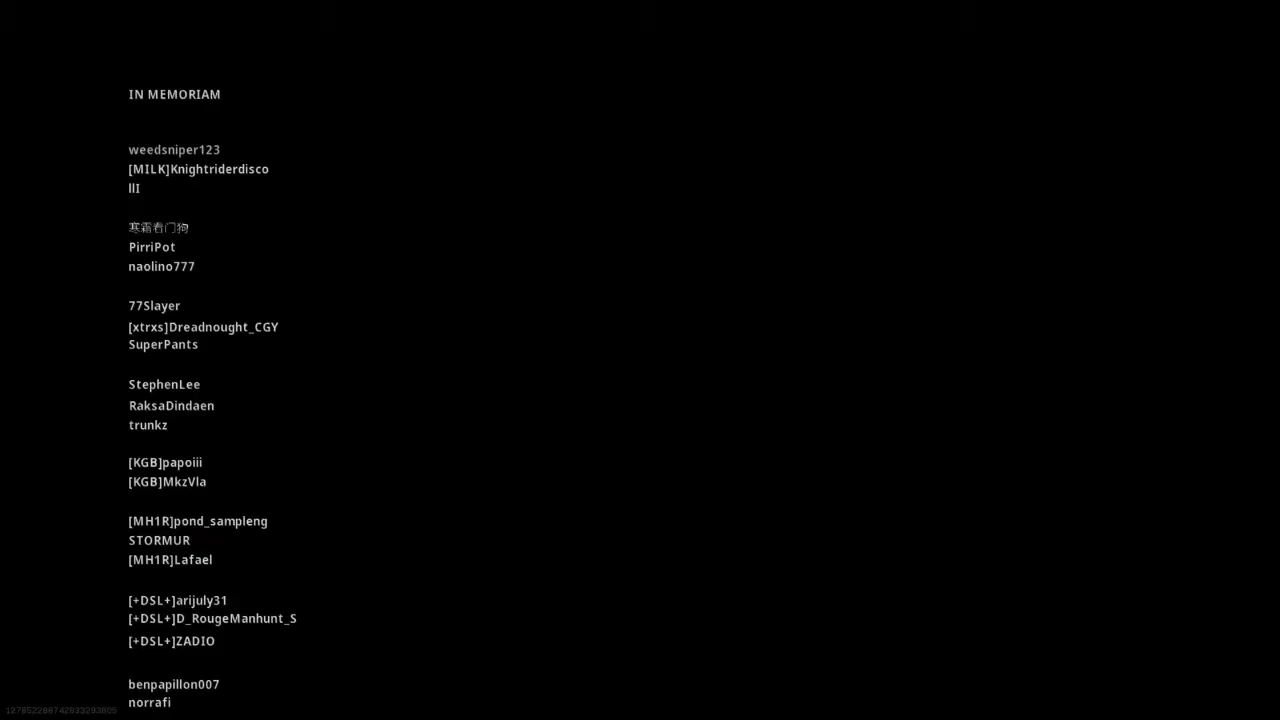 IN MEMORIAM
weedsniper123
[MILK]Knightriderdisco
llI
寒霜看门狗
PirriPot
naolino777
77Slayer
[xtrxs]Dreadnought_CGY
SuperPants
StephenLee
RaksaDindaen
trunkz
[KGB]papoiii
[KGB]MkzVla
[MH1R]pond_sampleng
STORMUR
[MH1R]Lafael
[+DSL+]arijuly31
[+DSL+]D_RougeManhunt_S
[+DSL+]ZADIO
benpapillon007
norrafi